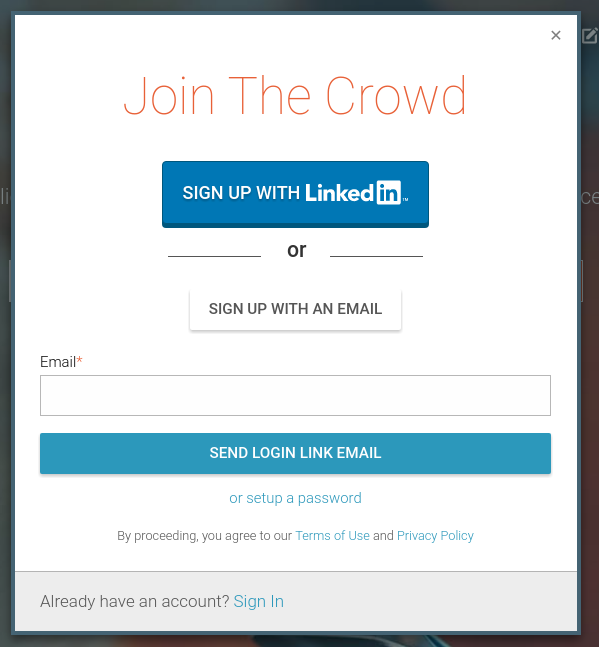 Join The Crowd
SIGN UP WITH Linked in™
or
SIGN UP WITH AN EMAIL
Email*
SEND LOGIN LINK EMAIL
or setup a password
By proceeding, you agree to our Terms of Use and Privacy Policy
Already have an account? Sign In